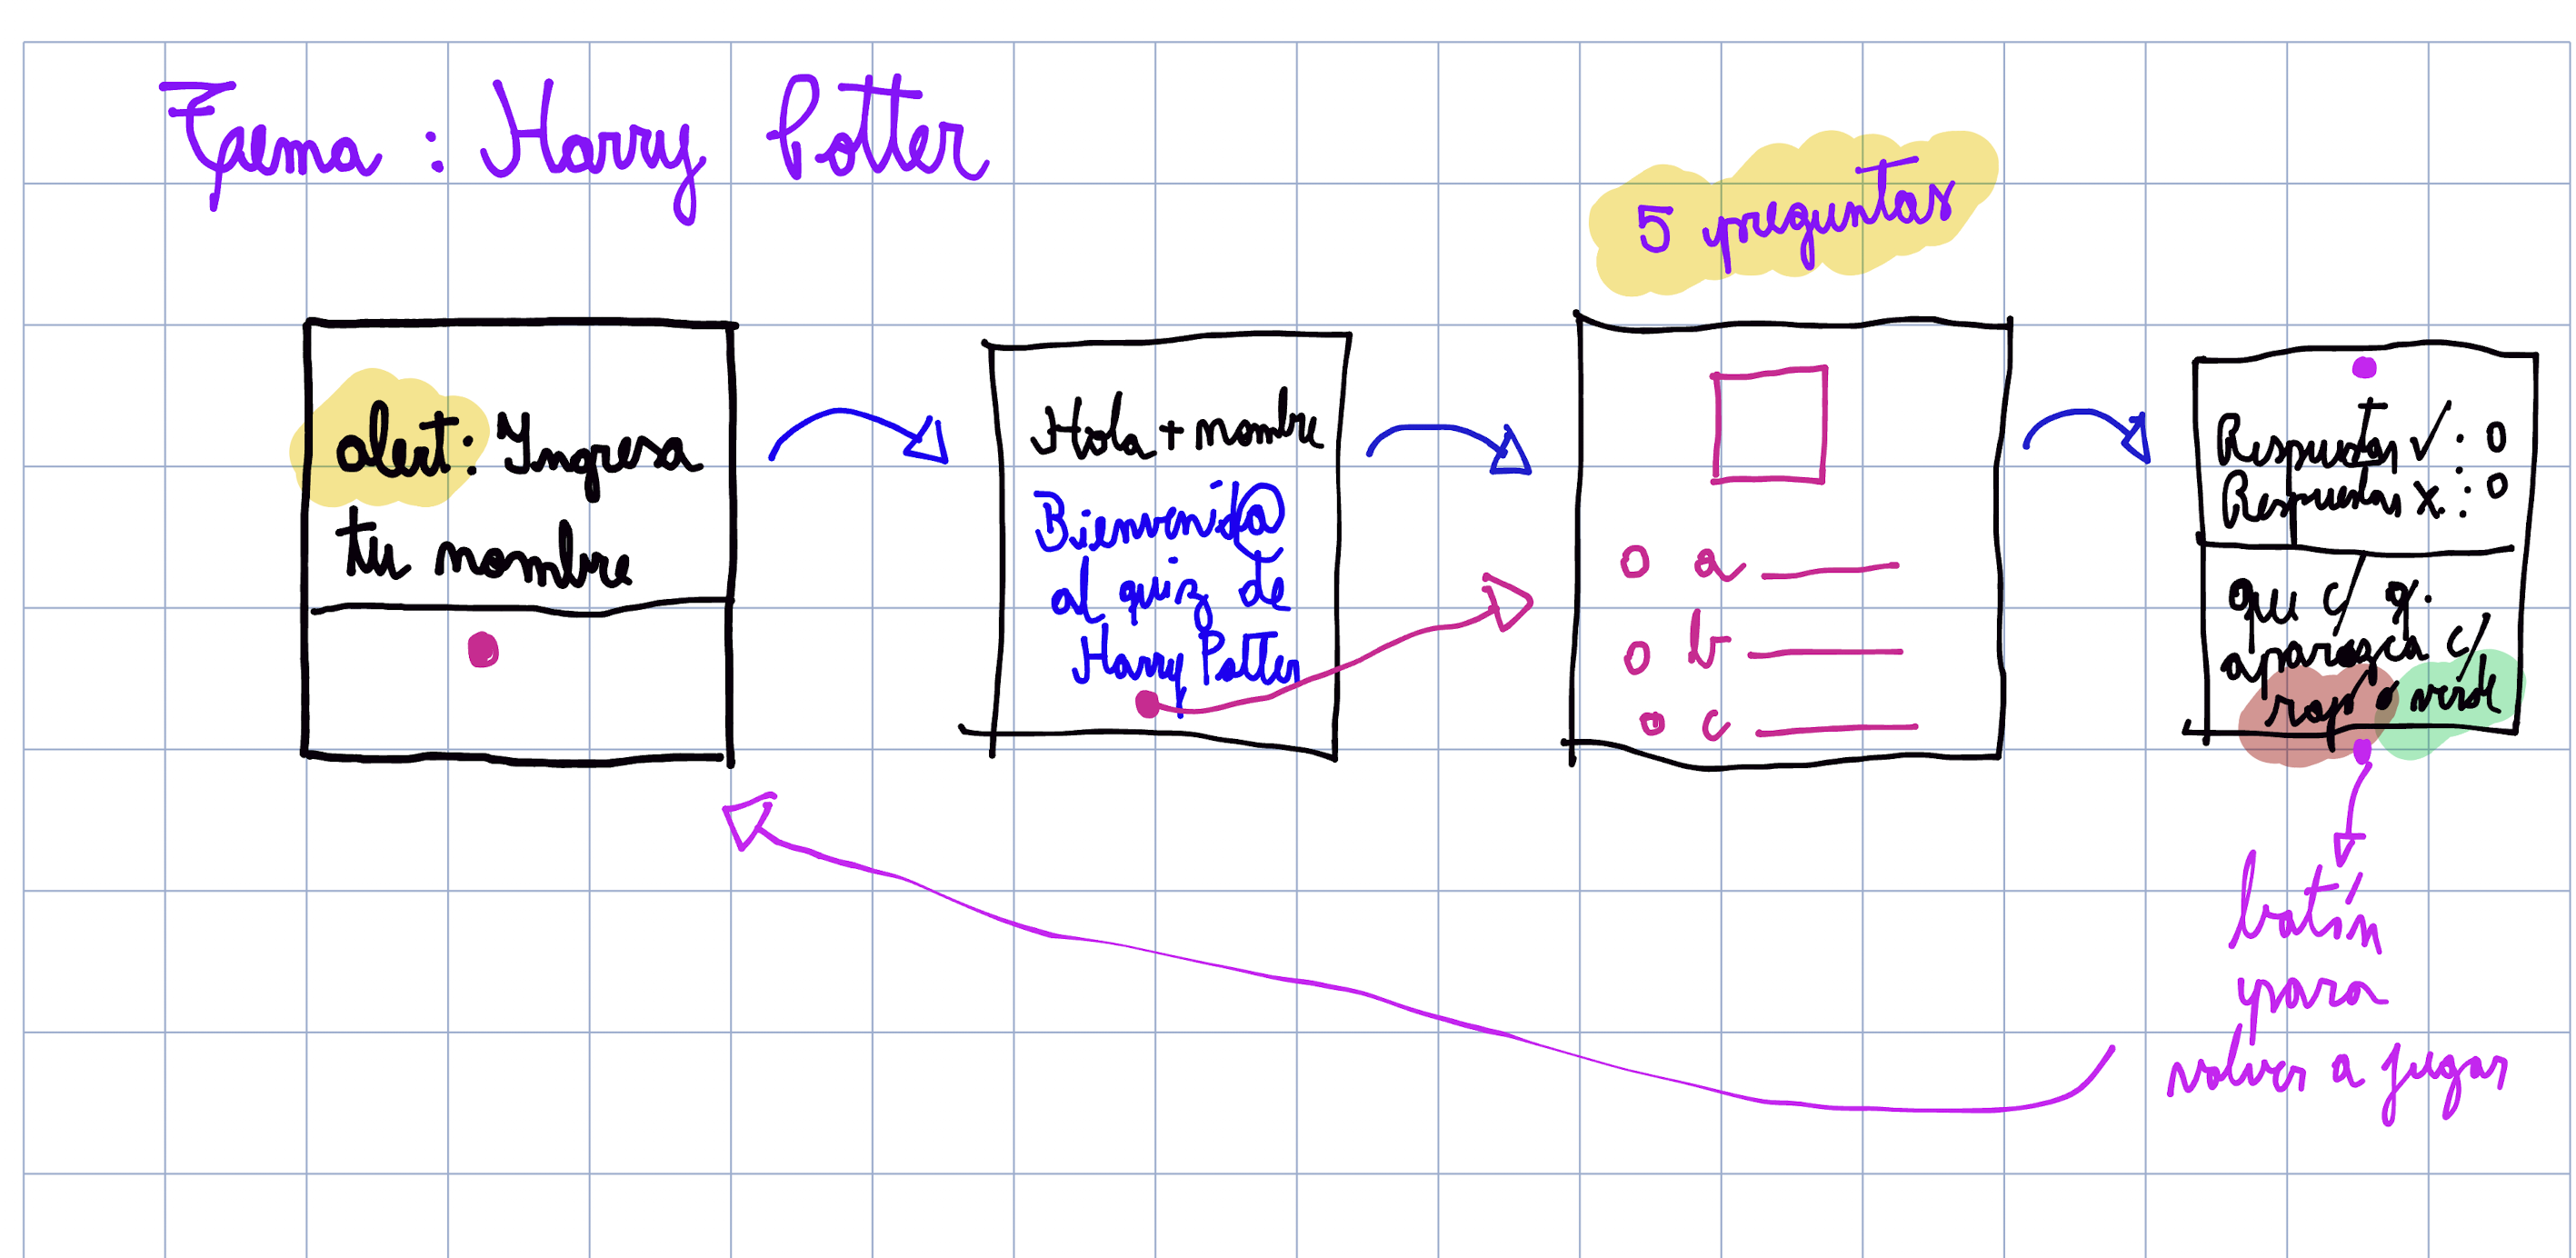 Tema : Harry Potter
5 preguntas
alert: Ingresa
tu nombre
Hola + nombre
Bienvenid@
al quiz de
Harry Potter
a
b
c
Respuestas ✓ : 0
Respuestas x : 0
que c/ p.
aparezca c/
rojo o verde
botón
para
volver a jugar